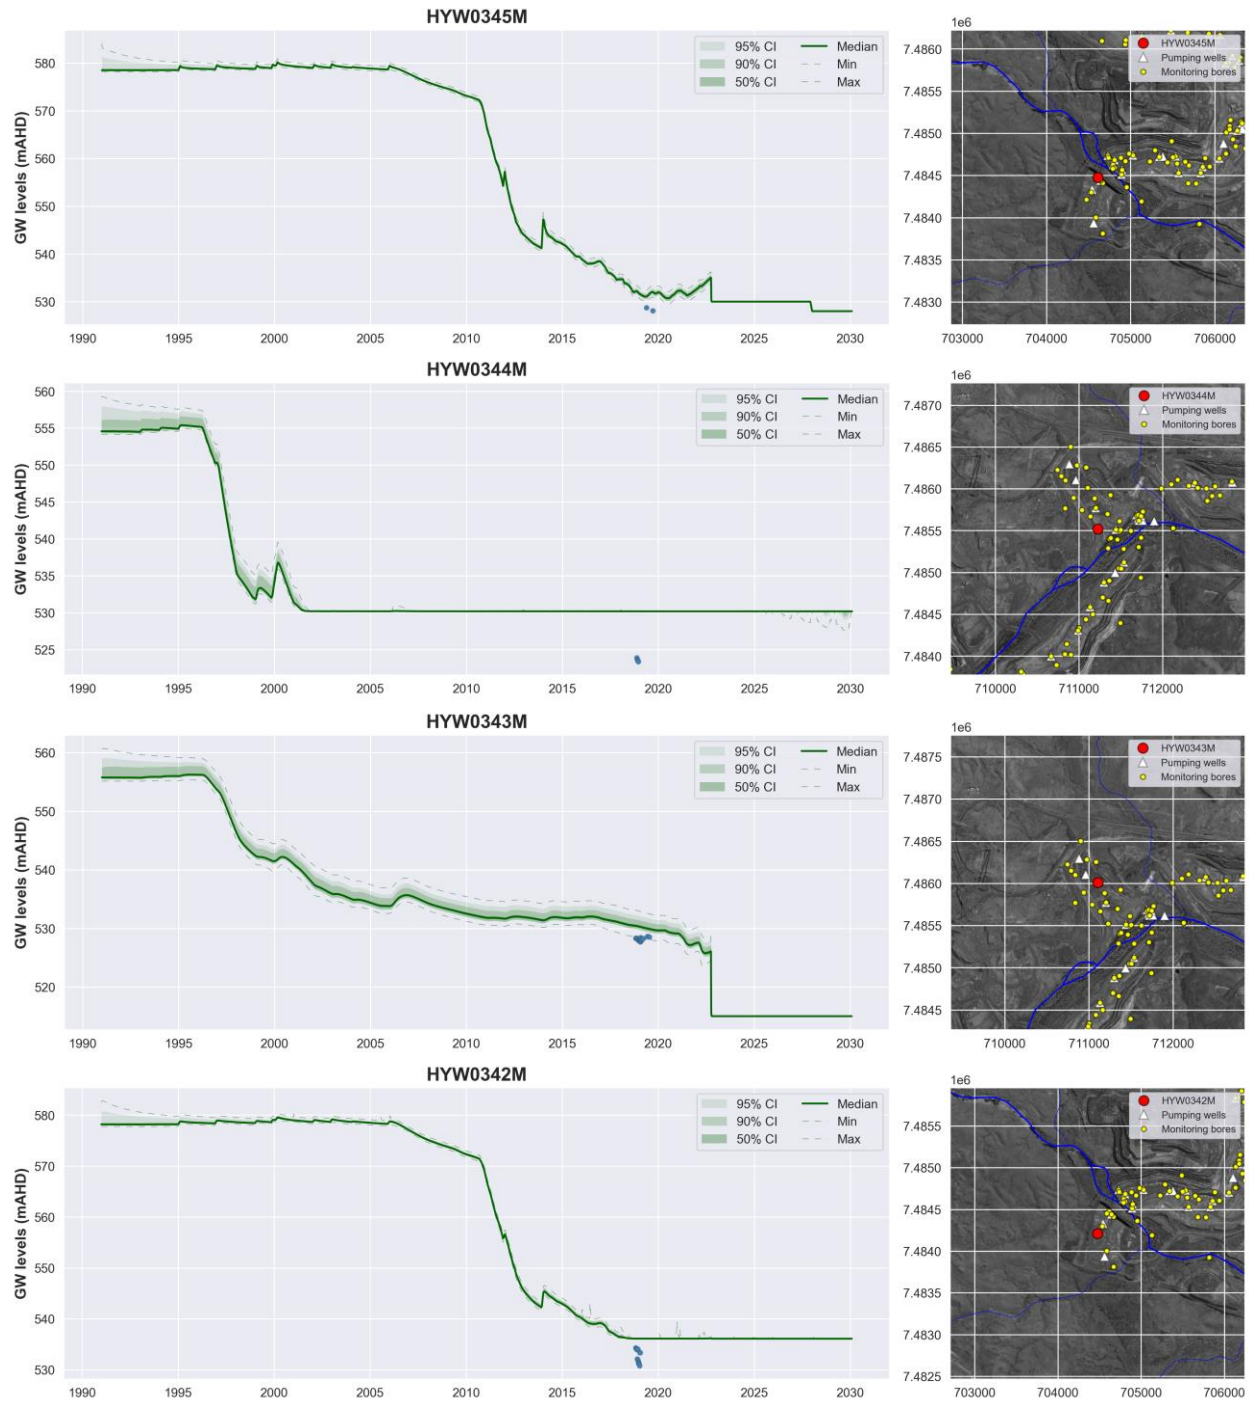 HYW0345M
GW levels (mAHD)
580
570
560
550
540
530
1990 1995 2000 2005 2010 2015 2020 2025 2030
95% CI Median
90% CI Min
50% CI Max
1e6
7.4860
7.4855
7.4850
7.4845
7.4840
7.4835
7.4830
703000 704000 705000 706000
HYW0345M
Pumping wells
Monitoring bores
HYW0344M
GW levels (mAHD)
560
555
550
545
540
535
530
525
1990 1995 2000 2005 2010 2015 2020 2025 2030
95% CI Median
90% CI Min
50% CI Max
1e6
7.4870
7.4865
7.4860
7.4855
7.4850
7.4845
7.4840
710000 711000 712000
HYW0344M
Pumping wells
Monitoring bores
HYW0343M
GW levels (mAHD)
560
550
540
530
520
1990 1995 2000 2005 2010 2015 2020 2025 2030
95% CI Median
90% CI Min
50% CI Max
1e6
7.4875
7.4870
7.4865
7.4860
7.4855
7.4850
7.4845
710000 711000 712000
HYW0343M
Pumping wells
Monitoring bores
HYW0342M
GW levels (mAHD)
580
570
560
550
540
530
1990 1995 2000 2005 2010 2015 2020 2025 2030
95% CI Median
90% CI Min
50% CI Max
1e6
7.4855
7.4850
7.4845
7.4840
7.4835
7.4830
7.4825
703000 704000 705000 706000
HYW0342M
Pumping wells
Monitoring bores